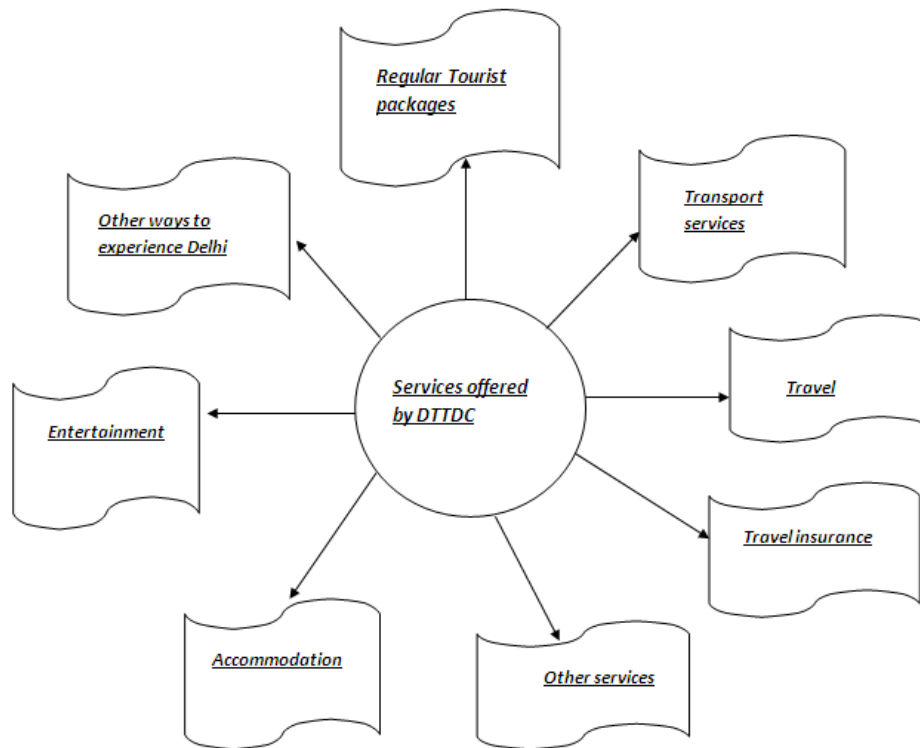 Regular Tourist
packages
Transport
services
Other ways to
experience Delhi
Services offered
by DTTDC
Travel
Entertainment
Travel insurance
Accommodation
Other services